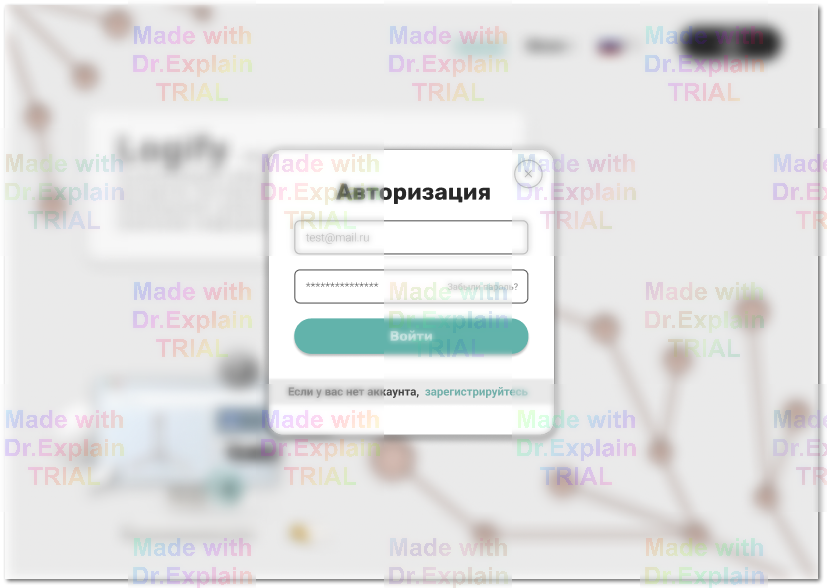 Made with Dr.Explain TRIAL
Made with Dr.Explain TRIAL
Made with Dr.Explain TRIAL
Logify
Made with Dr.Explain TRIAL
Made with Dr.Explain TRIAL
Made with Dr.Explain TRIAL
Made with Dr.Explain TRIAL
Авторизация
test@mail.ru
***************
Забыли пароль?
Войти
Если у вас нет аккаунта, зарегистрируйтесь
Made with Dr.Explain TRIAL
Made with Dr.Explain TRIAL
Made with Dr.Explain TRIAL
Made with Dr.Explain TRIAL
Made with Dr.Explain TRIAL
Made with Dr.Explain TRIAL
Made with Dr.Explain TRIAL
Made with Dr.Explain
Made with Dr.Explain
Made with Dr.Explain